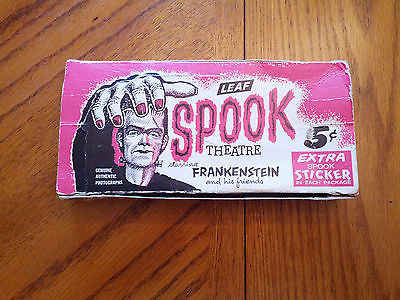 LEAF
SPOOK
THEATRE
starring
FRANKENSTEIN
and his friends
GENUINE
AUTHENTIC
PHOTOGRAPHS
5¢
EXTRA
SPOOK
STICKER
IN EACH PACKAGE